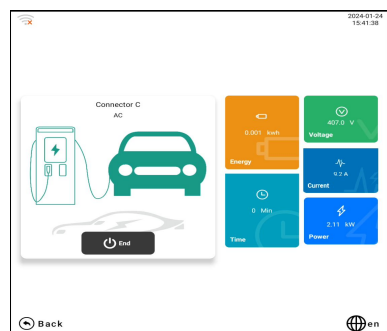 2024-01-24
15:41:38
Connector C
AC
End
0.001 kwh
Energy
0 Min
Time
407.0 V
Voltage
9.2 A
Current
2.11 kW
Power
Back
en